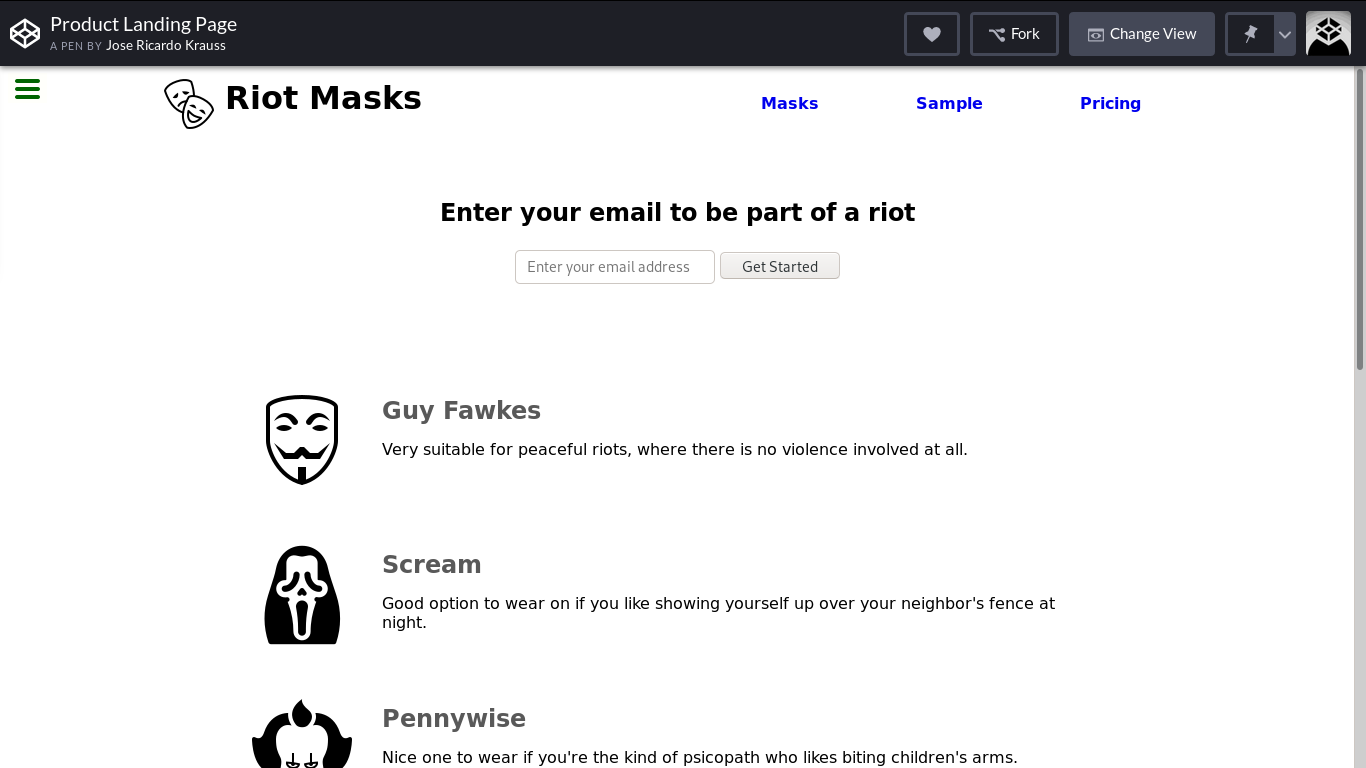 Product Landing Page
A PEN BY Jose Ricardo Krauss
Fork
Change View
Riot Masks
Masks
Sample
Pricing
Enter your email to be part of a riot
Enter your email address
Get Started
Guy Fawkes
Very suitable for peaceful riots, where there is no violence involved at all.
Scream
Good option to wear on if you like showing yourself up over your neighbor's fence at
night.
Pennywise
Nice one to wear if you're the kind of psicopath who likes biting children's arms.